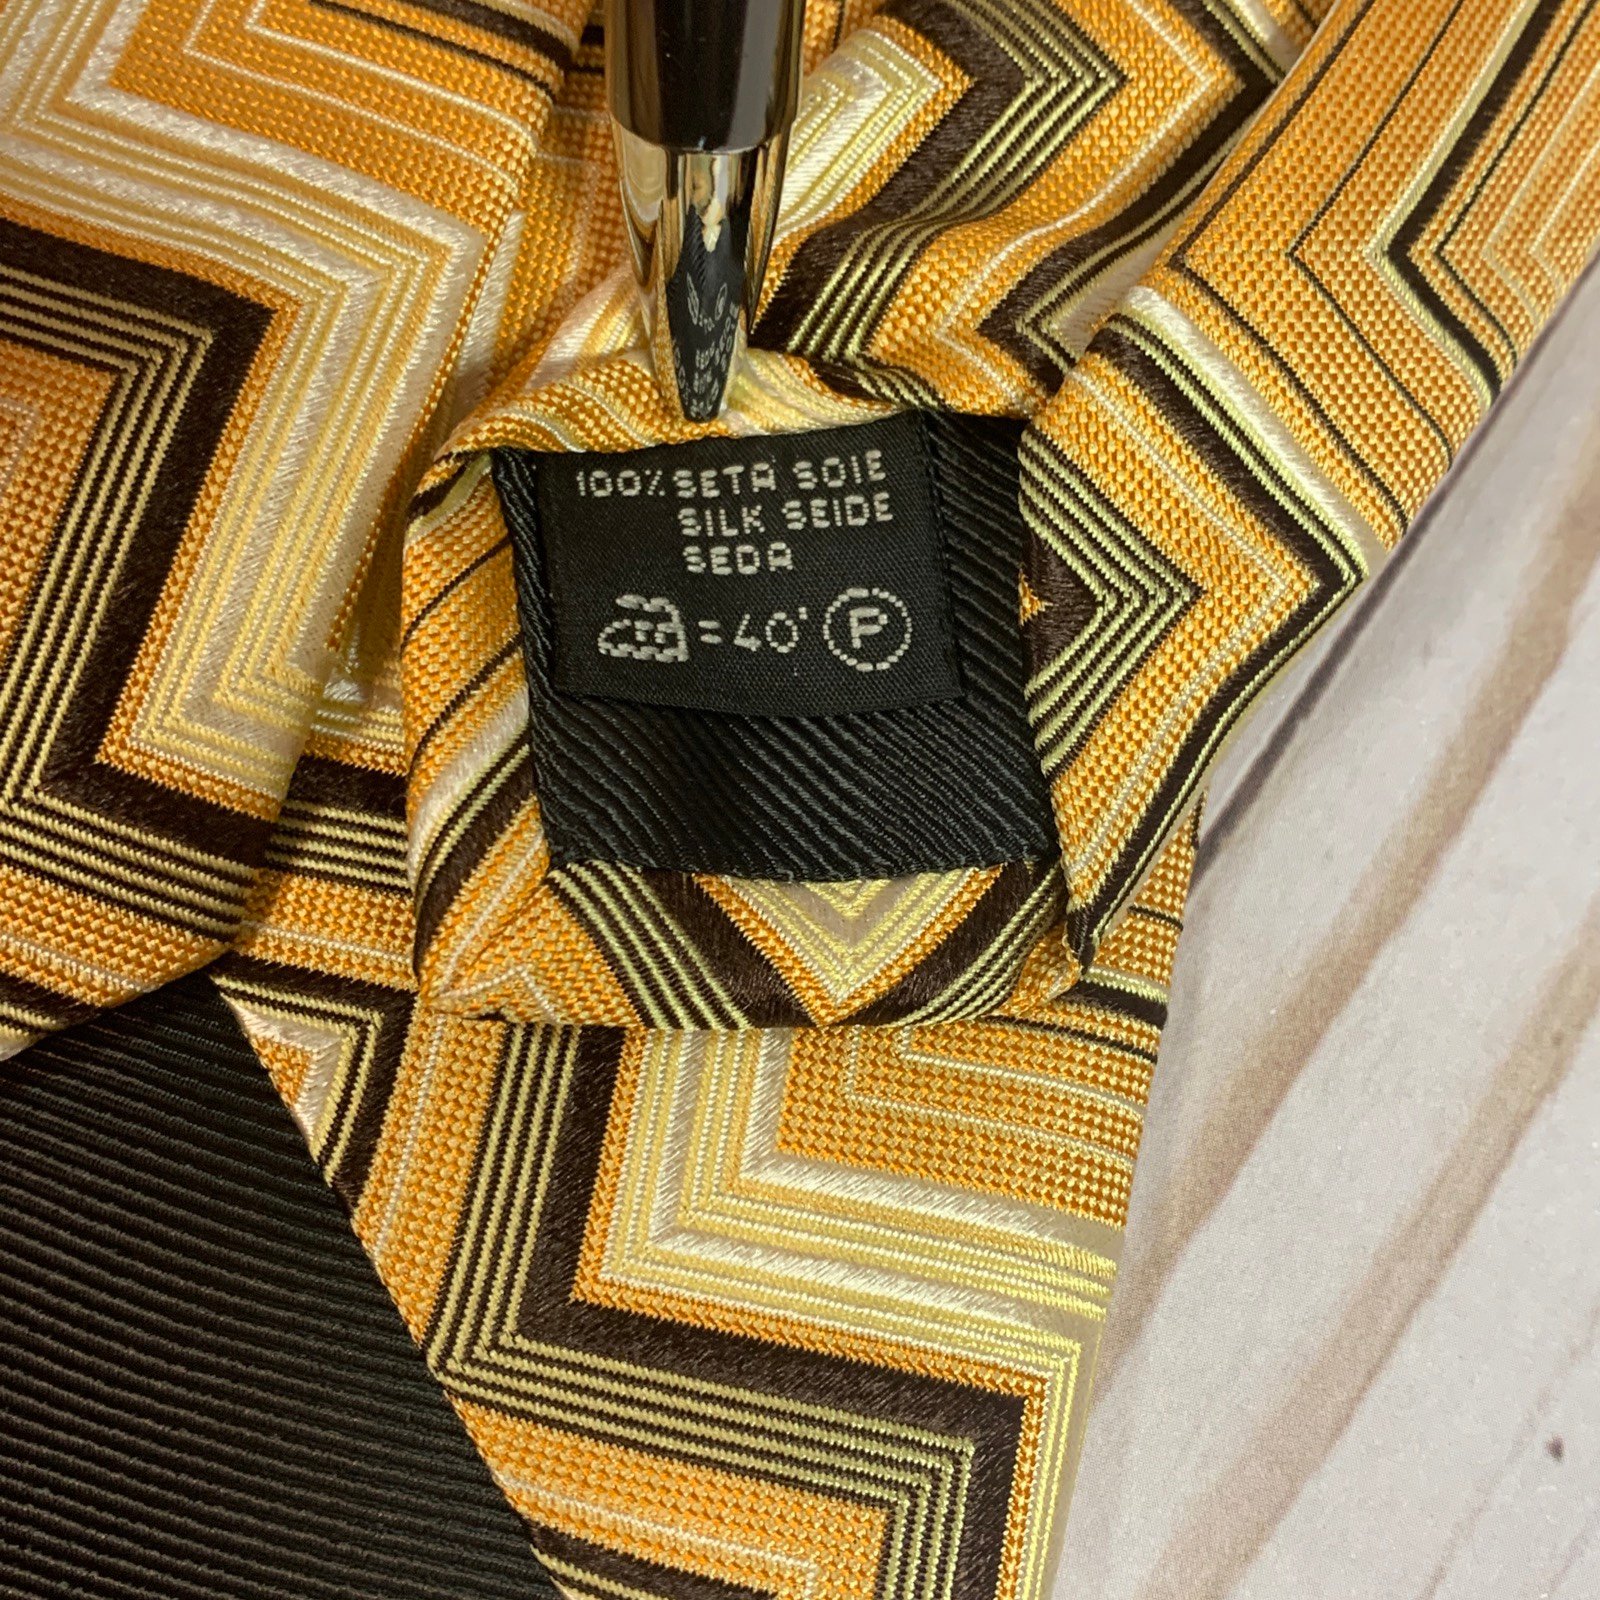 100% SETA SOIE
SILK SEIDE
SEDA
= 40' P